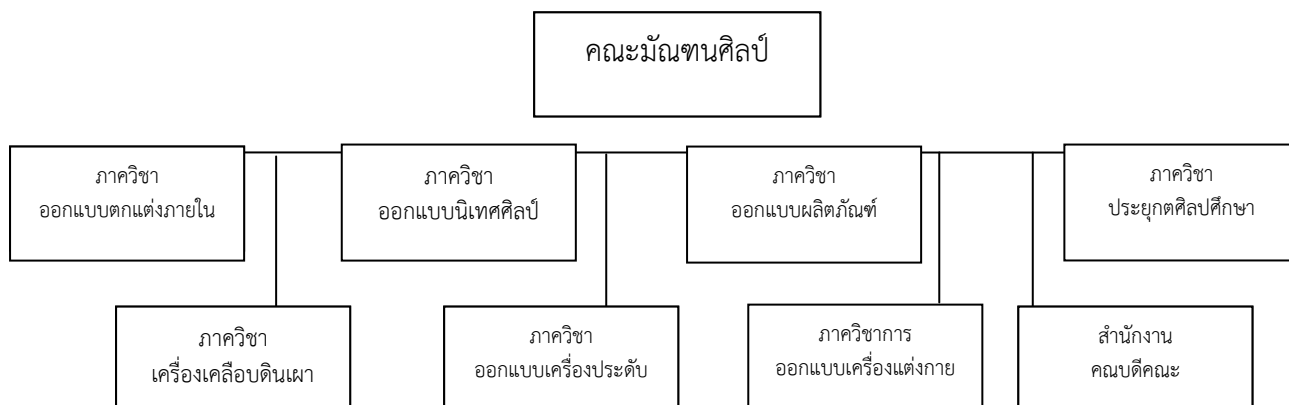 คณะมัณฑนศิลป์
ภาควิชา
ออกแบบตกแต่งภายใน
ภาควิชา
ออกแบบนิเทศศิลป์
ภาควิชา
ออกแบบผลิตภัณฑ์
ภาควิชา
ประยุกตศิลปศึกษา
ภาควิชา
เครื่องเคลือบดินเผา
ภาควิชา
ออกแบบเครื่องประดับ
ภาควิชาการ
ออกแบบเครื่องแต่งกาย
สำนักงาน
คณบดีคณะ